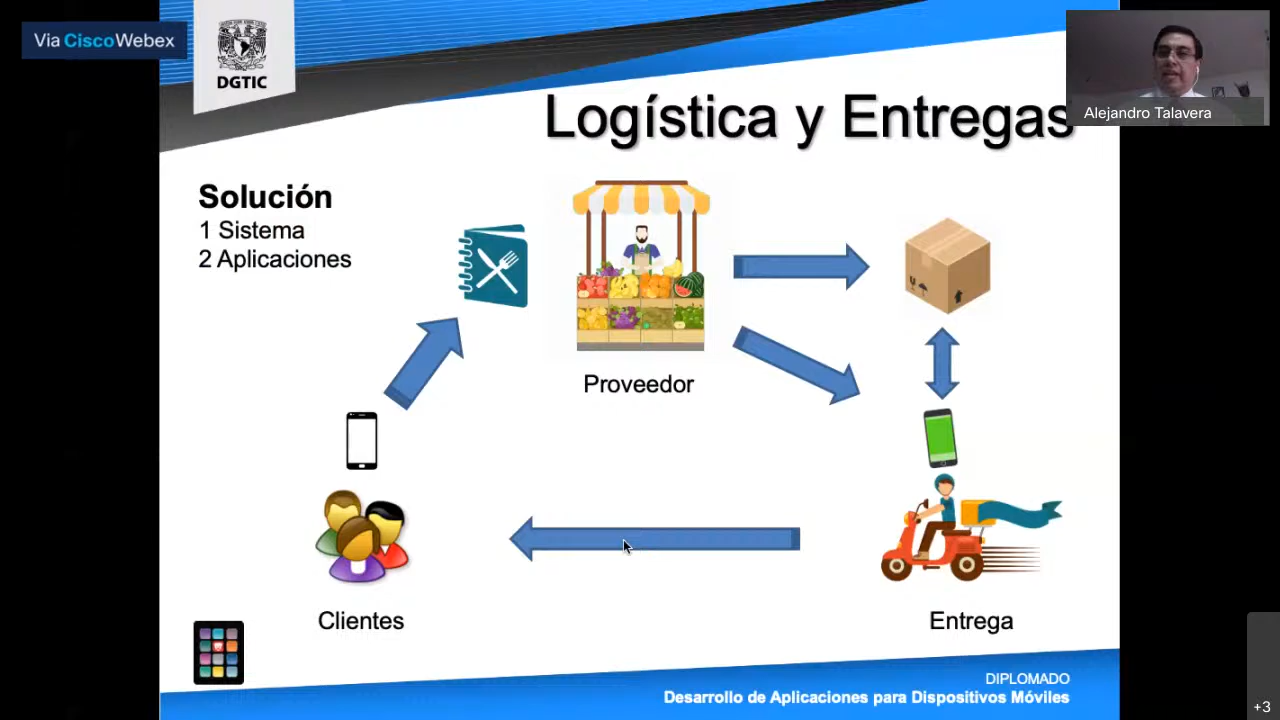 Via CiscoWebex
DGTIC
Logística y Entregas
Alejandro Talavera
Solución
1 Sistema
2 Aplicaciones
Proveedor
Clientes
Entrega
DIPLOMADO
Desarrollo de Aplicaciones para Dispositivos Móviles
+3